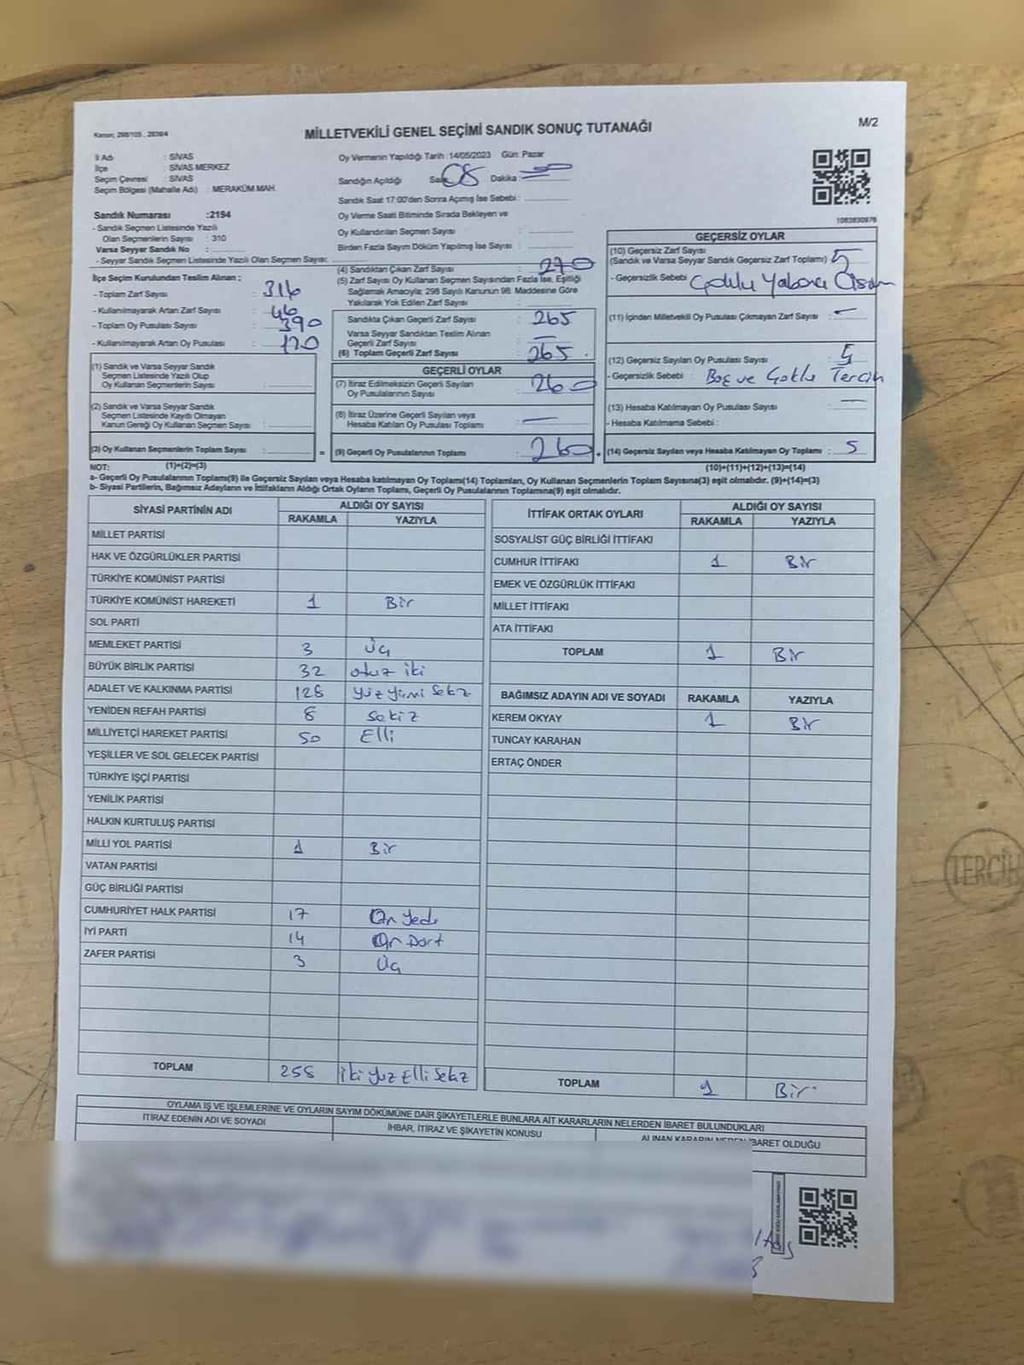 Kanun; 298/105 , 2839/4
MİLLETVEKİLİ GENEL SEÇİMİ SANDIK SONUÇ TUTANAĞI
M/2
İl Adı : SİVAS
İlçe : SİVAS MERKEZ
Seçim Çevresi : SİVAS
Seçim Bölgesi (Mahalle Adı) : MERAKÜM MAH.
Oy Vermenin Yapıldığı Tarih : 14/05/2023 Gün: Pazar
Sandığın Açıldığı Saat 08 Dakika
Sandık Saat 17:00'den Sonra Açımış İse Sebebi :
Oy Verme Saati Bitiminde Sırada Bekleyen ve
Oy Kullandırılan Seçmen Sayısı :
Birden Fazla Sayım Döküm Yapılmış İse Sayısı :
1083830976
Sandık Numarası :2194
- Sandık Seçmen Listesinde Yazılı
Olan Seçmenlerin Sayısı : 310
Varsa Seyyar Sandık No :
- Seyyar Sandık Seçmen Listesinde Yazılı Olan Seçmen Sayısı:
İlçe Seçim Kurulundan Teslim Alınan ;
- Toplam Zarf Sayısı : 316
- Kullanılmayarak Artan Zarf Sayısı : 46
- Toplam Oy Pusulası Sayısı : 390
- Kullanılmayarak Artan Oy Pusulası : 120
(1) Sandık ve Varsa Seyyar Sandık
Seçmen Listesinde Yazılı Olup
Oy Kullanan Seçmenlerin Sayısı :
(2) Sandık ve Varsa Seyyar Sandık
Seçmen Listesinde Kayıtlı Olmayan
Kanun Gereği Oy Kullanan Seçmen Sayısı :
(3) Oy Kullanan Seçmenlerin Toplam Sayısı :
(4) Sandıktan Çıkan Zarf Sayısı : 270
(5) Zarf Sayısı Oy Kullanan Seçmen Sayısından Fazla İse, Eşitliği
Sağlamak Amacıyla; 298 Sayılı Kanunun 98. Maddesine Göre
Yakılarak Yok Edilen Zarf Sayısı :
Sandıkta Çıkan Geçerli Zarf Sayısı : 265
Varsa Seyyar Sandıktan Teslim Alınan
Geçerli Zarf Sayısı : —
(6) Toplam Geçerli Zarf Sayısı : 265
GEÇERLİ OYLAR
(7) İtiraz Edilmeksizin Geçerli Sayılan
Oy Pusulalarının Sayısı : 260
(8) İtiraz Üzerine Geçerli Sayılan veya
Hesaba Katılan Oy Pusulası Toplamı : —
= (9) Geçerli Oy Pusulalarının Toplamı : 260
GEÇERSİZ OYLAR
(10) Geçersiz Zarf Sayısı
(Sandık ve Varsa Seyyar Sandık Geçersiz Zarf Toplamı) : 5
- Geçersizlik Sebebi : Çoklu Yabancı Cisim
(11) İçinden Milletvekili Oy Pusulası Çıkmayan Zarf Sayısı : —
(12) Geçersiz Sayılan Oy Pusulası Sayısı : 5
- Geçersizlik Sebebi : Boş ve Çoklu Tercih
(13) Hesaba Katılmayan Oy Pusulası Sayısı : —
- Hesaba Katılmama Sebebi :
(14) Geçersiz Sayılan veya Hesaba Katılmayan Oy Toplamı : 5
NOT: (1)+(2)=(3)
(10)+(11)+(12)+(13)=(14)
a- Geçerli Oy Pusulalarının Toplamı(9) ile Geçersiz Sayılan veya Hesaba katılmayan Oy Toplamı(14) Toplamları, Oy Kullanan Seçmenlerin Toplam Sayısına(3) eşit olmalıdır. (9)+(14)=(3)
b- Siyasi Partilerin, Bağımsız Adayların ve İttifakların Aldığı Ortak Oyların Toplamı, Geçerli Oy Pusulalarının Toplamına(9) eşit olmalıdır.
SİYASİ PARTİNİN ADI ALDIĞI OY SAYISI
RAKAMLA YAZIYLA
MİLLET PARTİSİ
HAK VE ÖZGÜRLÜKLER PARTİSİ
TÜRKİYE KOMÜNİST PARTİSİ
TÜRKİYE KOMÜNİST HAREKETİ 1 Bir
SOL PARTİ
MEMLEKET PARTİSİ 3 Üç
BÜYÜK BİRLİK PARTİSİ 32 otuz iki
ADALET VE KALKINMA PARTİSİ 128 Yüz Yirmi Sekz
YENİDEN REFAH PARTİSİ 8 Sekiz
MİLLİYETÇİ HAREKET PARTİSİ 50 Elli
YEŞİLLER VE SOL GELECEK PARTİSİ
TÜRKİYE İŞÇİ PARTİSİ
YENİLİK PARTİSİ
HALKIN KURTULUŞ PARTİSİ
MİLLİ YOL PARTİSİ 1 Bir
VATAN PARTİSİ
GÜÇ BİRLİĞİ PARTİSİ
CUMHURİYET HALK PARTİSİ 17 On Yedi
İYİ PARTİ 14 On Dört
ZAFER PARTİSİ 3 Üç
TOPLAM 258 İki Yüz Elli Sekiz
İTTİFAK ORTAK OYLARI ALDIĞI OY SAYISI
RAKAMLA YAZIYLA
SOSYALİST GÜÇ BİRLİĞİ İTTİFAKI
CUMHUR İTTİFAKI 1 Bir
EMEK VE ÖZGÜRLÜK İTTİFAKI
MİLLET İTTİFAKI
ATA İTTİFAKI
TOPLAM 1 Bir
BAĞIMSIZ ADAYIN ADI VE SOYADI RAKAMLA YAZIYLA
KEREM OKYAY 1 Bir
TUNCAY KARAHAN
ERTAÇ ÖNDER
TOPLAM 1 Bir
OYLAMA İŞ VE İŞLEMLERİNE VE OYLARIN SAYIM DÖKÜMÜNE DAİR ŞİKAYETLERLE BUNLARA AİT KARARLARIN NELERDEN İBARET BULUNDUKLARI
İTİRAZ EDENİN ADI VE SOYADI İHBAR, İTİRAZ VE ŞİKAYETİN KONUSU ALINAN KARARIN NEDEN İBARET OLDUĞU
TERCİH